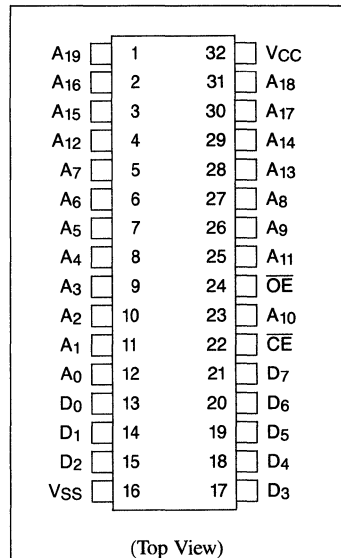 A19 1 32 VCC
A16 2 31 A18
A15 3 30 A17
A12 4 29 A14
A7 5 28 A13
A6 6 27 A8
A5 7 26 A9
A4 8 25 A11
A3 9 24 O̅E̅
A2 10 23 A10
A1 11 22 C̅E̅
A0 12 21 D7
D0 13 20 D6
D1 14 19 D5
D2 15 18 D4
VSS 16 17 D3
(Top View)